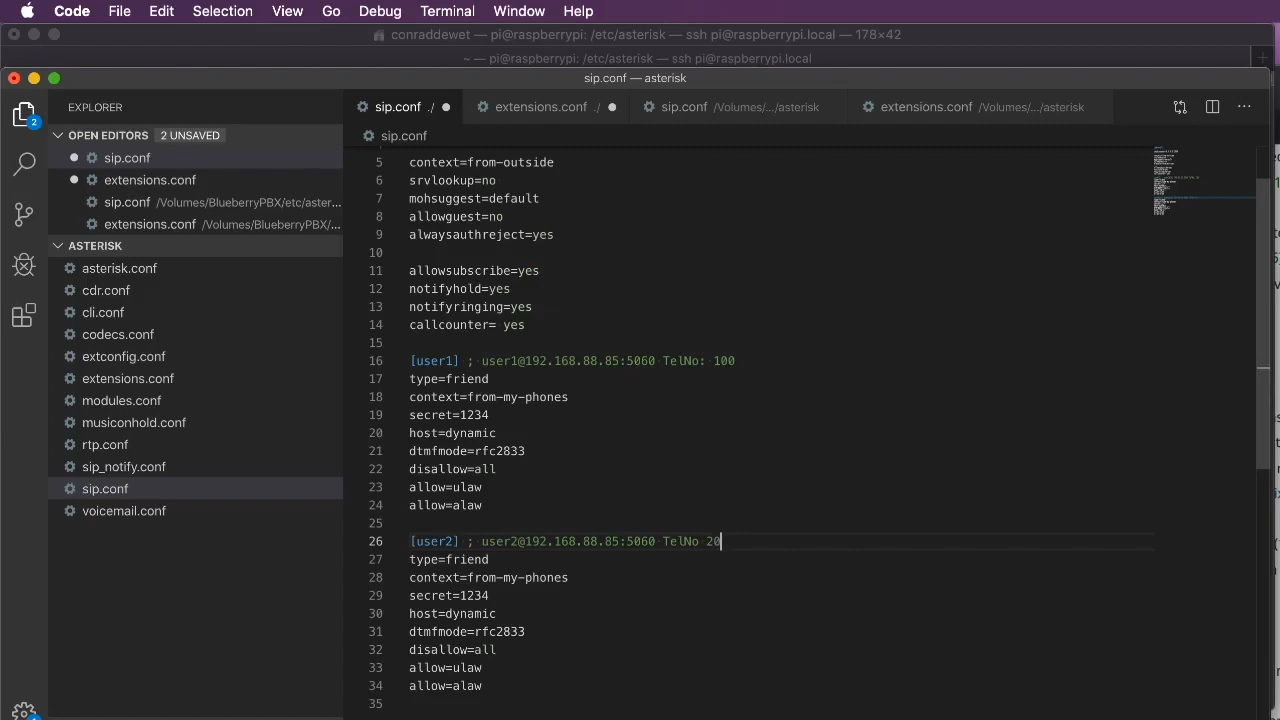 Code File Edit Selection View Go Debug Terminal Window Help
conraddewet — pi@raspberrypi: /etc/asterisk — ssh pi@raspberrypi.local — 178×42
~ — pi@raspberrypi: /etc/asterisk — ssh pi@raspberrypi.local
sip.conf — asterisk
EXPLORER
sip.conf ./
extensions.conf ./
sip.conf /Volumes/.../asterisk
extensions.conf /Volumes/.../asterisk
2
OPEN EDITORS 2 UNSAVED
sip.conf
extensions.conf
sip.conf /Volumes/BlueberryPBX/etc/aster...
extensions.conf /Volumes/BlueberryPBX/...
ASTERISK
asterisk.conf
cdr.conf
cli.conf
codecs.conf
extconfig.conf
extensions.conf
modules.conf
musiconhold.conf
rtp.conf
sip_notify.conf
sip.conf
voicemail.conf
sip.conf
5 context=from-outside
6 srvlookup=no
7 mohsuggest=default
8 allowguest=no
9 alwaysauthreject=yes
10
11 allowsubscribe=yes
12 notifyhold=yes
13 notifyringing=yes
14 callcounter= yes
15
16 [user1] ; user1@192.168.88.85:5060 TelNo: 100
17 type=friend
18 context=from-my-phones
19 secret=1234
20 host=dynamic
21 dtmfmode=rfc2833
22 disallow=all
23 allow=ulaw
24 allow=alaw
25
26 [user2] ; user2@192.168.88.85:5060 TelNo 20
27 type=friend
28 context=from-my-phones
29 secret=1234
30 host=dynamic
31 dtmfmode=rfc2833
32 disallow=all
33 allow=ulaw
34 allow=alaw
35